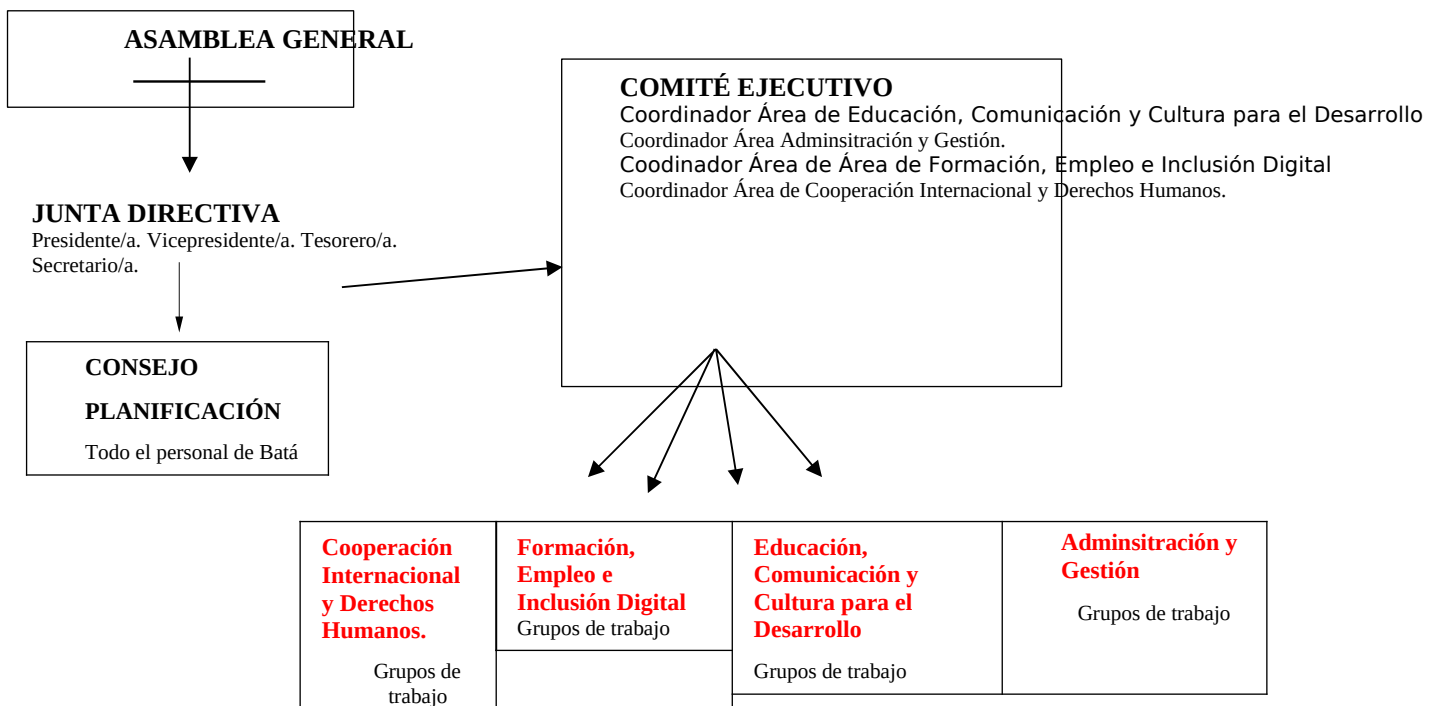 ASAMBLEA GENERAL
COMITÉ EJECUTIVO
Coordinador Área de Educación, Comunicación y Cultura para el Desarrollo
Coordinador Área Adminsitración y Gestión.
Coodinador Área de Área de Formación, Empleo e Inclusión Digital
Coordinador Área de Cooperación Internacional y Derechos Humanos.
JUNTA DIRECTIVA
Presidente/a. Vicepresidente/a. Tesorero/a.
Secretario/a.
CONSEJO
PLANIFICACIÓN
Todo el personal de Batá
Cooperación
Internacional
y Derechos
Humanos.
Grupos de
trabajo
Formación,
Empleo e
Inclusión Digital
Grupos de trabajo
Educación,
Comunicación y
Cultura para el
Desarrollo
Grupos de trabajo
Adminsitración y
Gestión
Grupos de trabajo